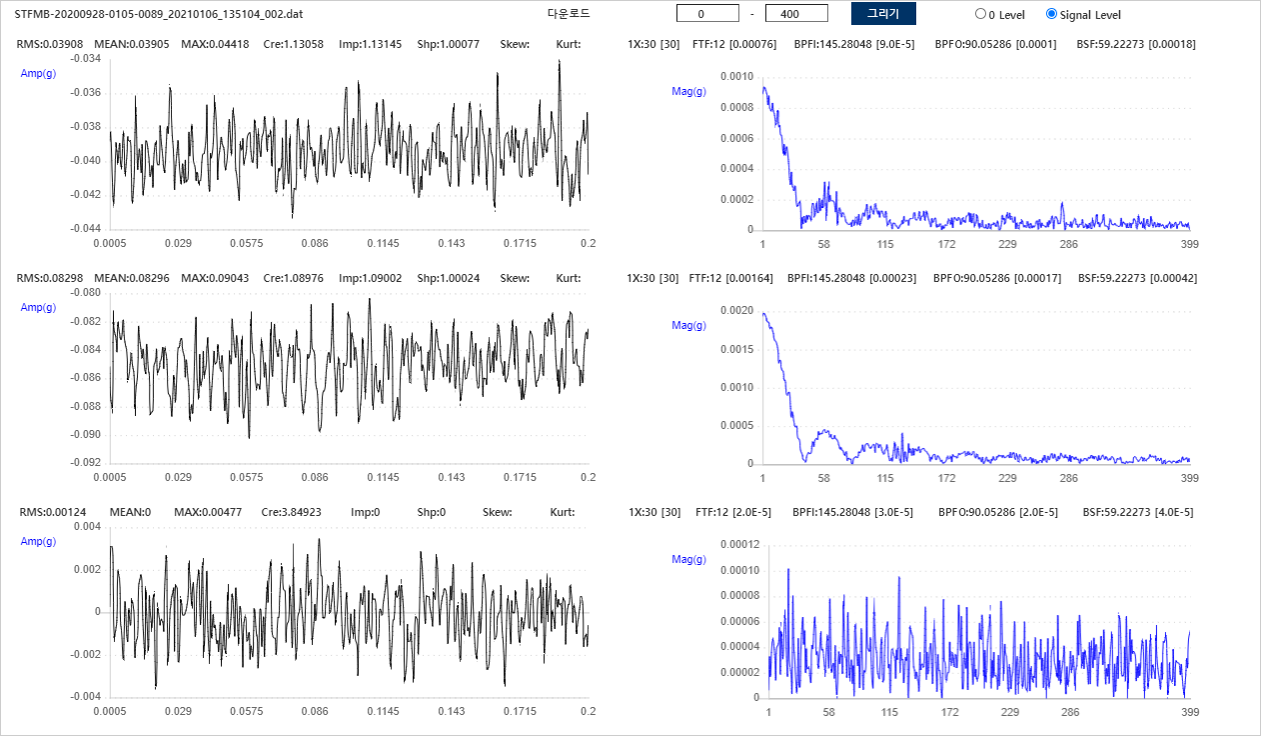 STFMB-20200928-0105-0089_20210106_135104_002.dat 다운로드 0 - 400 그리기 0 Level Signal Level
RMS:0.03908 MEAN:0.03905 MAX:0.04418 Cre:1.13058 Imp:1.13145 Shp:1.00077 Skew: Kurt: 1X:30 [30] FTF:12 [0.00076] BPFI:145.28048 [9.0E-5] BPFO:90.05286 [0.0001] BSF:59.22273 [0.00018]
Amp(g)
-0.034
-0.036
-0.038
-0.040
-0.042
-0.044
0.0005 0.029 0.0575 0.086 0.1145 0.143 0.1715 0.2
Mag(g)
0.0010
0.0008
0.0006
0.0004
0.0002
0
1 58 115 172 229 286 399
RMS:0.08298 MEAN:0.08296 MAX:0.09043 Cre:1.08976 Imp:1.09002 Shp:1.00024 Skew: Kurt: 1X:30 [30] FTF:12 [0.00164] BPFI:145.28048 [0.00023] BPFO:90.05286 [0.00017] BSF:59.22273 [0.00042]
Amp(g)
-0.080
-0.082
-0.084
-0.086
-0.088
-0.090
-0.092
0.0005 0.029 0.0575 0.086 0.1145 0.143 0.1715 0.2
Mag(g)
0.0020
0.0015
0.0010
0.0005
0
1 58 115 172 229 286 399
RMS:0.00124 MEAN:0 MAX:0.00477 Cre:3.84923 Imp:0 Shp:0 Skew: Kurt: 1X:30 [30] FTF:12 [2.0E-5] BPFI:145.28048 [3.0E-5] BPFO:90.05286 [2.0E-5] BSF:59.22273 [4.0E-5]
Amp(g)
0.004
0.002
0
-0.002
-0.004
0.0005 0.029 0.0575 0.086 0.1145 0.143 0.1715 0.2
Mag(g)
0.00012
0.00010
0.00008
0.00006
0.00004
0.00002
0
1 58 115 172 229 286 399